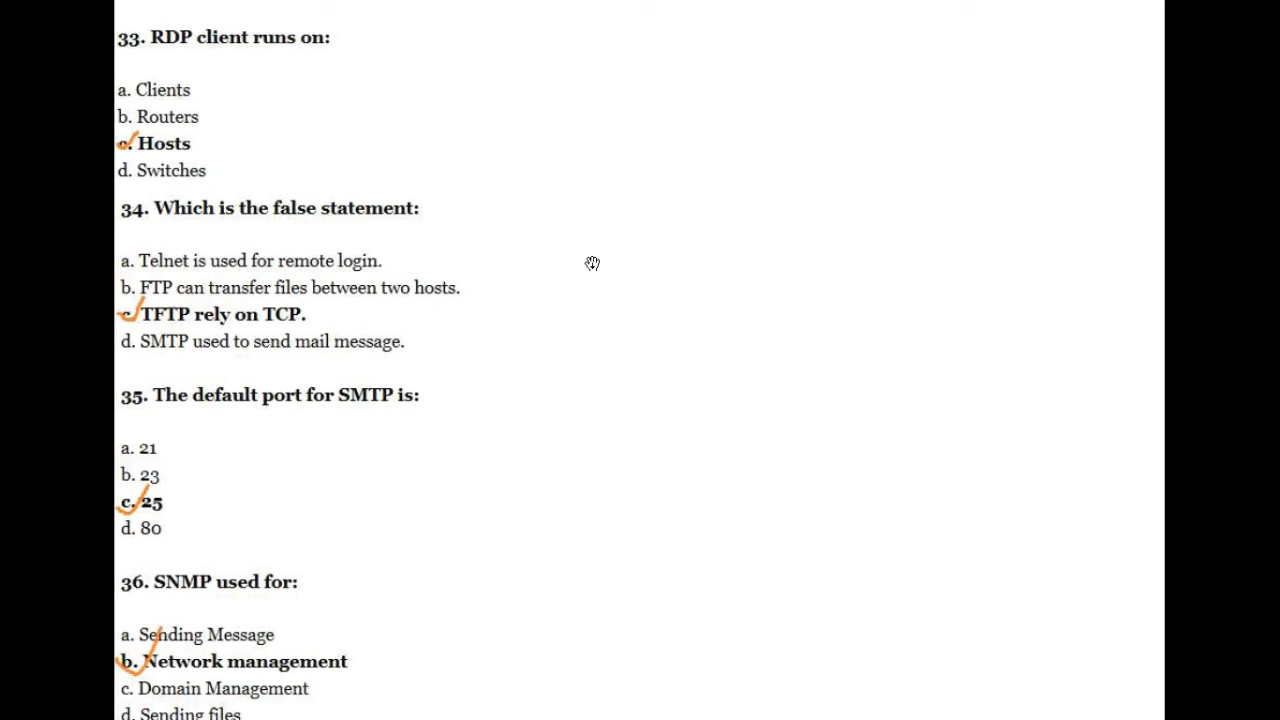 33. RDP client runs on:
a. Clients
b. Routers
c. Hosts
d. Switches
34. Which is the false statement:
a. Telnet is used for remote login.
b. FTP can transfer files between two hosts.
c. TFTP rely on TCP.
d. SMTP used to send mail message.
35. The default port for SMTP is:
a. 21
b. 23
c. 25
d. 80
36. SNMP used for:
a. Sending Message
b. Network management
c. Domain Management
d. Sending files